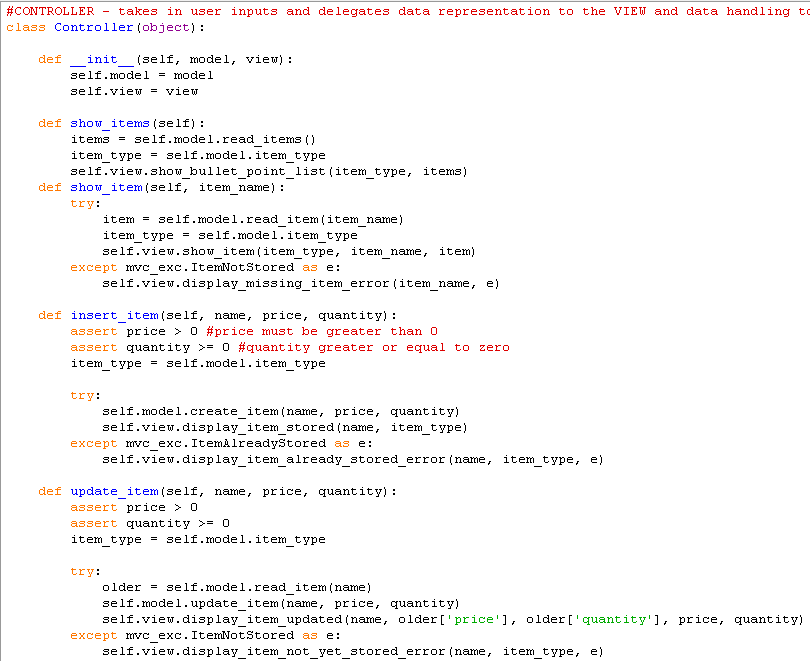 #CONTROLLER - takes in user inputs and delegates data representation to the VIEW and data handling to
class Controller(object):
    def __init__(self, model, view):
        self.model = model
        self.view = view
    def show_items(self):
        items = self.model.read_items()
        item_type = self.model.item_type
        self.view.show_bullet_point_list(item_type, items)
    def show_item(self, item_name):
        try:
            item = self.model.read_item(item_name)
            item_type = self.model.item_type
            self.view.show_item(item_type, item_name, item)
        except mvc_exc.ItemNotStored as e:
            self.view.display_missing_item_error(item_name, e)
    def insert_item(self, name, price, quantity):
        assert price > 0 #price must be greater than 0
        assert quantity >= 0 #quantity greater or equal to zero
        item_type = self.model.item_type
        try:
            self.model.create_item(name, price, quantity)
            self.view.display_item_stored(name, item_type)
        except mvc_exc.ItemAlreadyStored as e:
            self.view.display_item_already_stored_error(name, item_type, e)
    def update_item(self, name, price, quantity):
        assert price > 0
        assert quantity >= 0
        item_type = self.model.item_type
        try:
            older = self.model.read_item(name)
            self.model.update_item(name, price, quantity)
            self.view.display_item_updated(name, older['price'], older['quantity'], price, quantity)
        except mvc_exc.ItemNotStored as e:
            self.view.display_item_not_yet_stored_error(name, item_type, e)